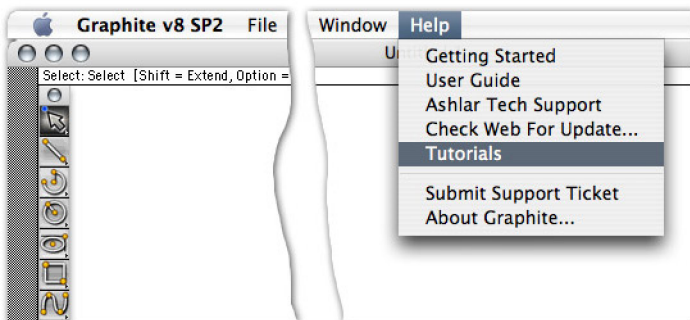 Graphite v8 SP2 File Window Help
Select: Select [Shift = Extend, Option =
Getting Started
User Guide
Ashlar Tech Support
Check Web For Update...
Tutorials
Submit Support Ticket
About Graphite...